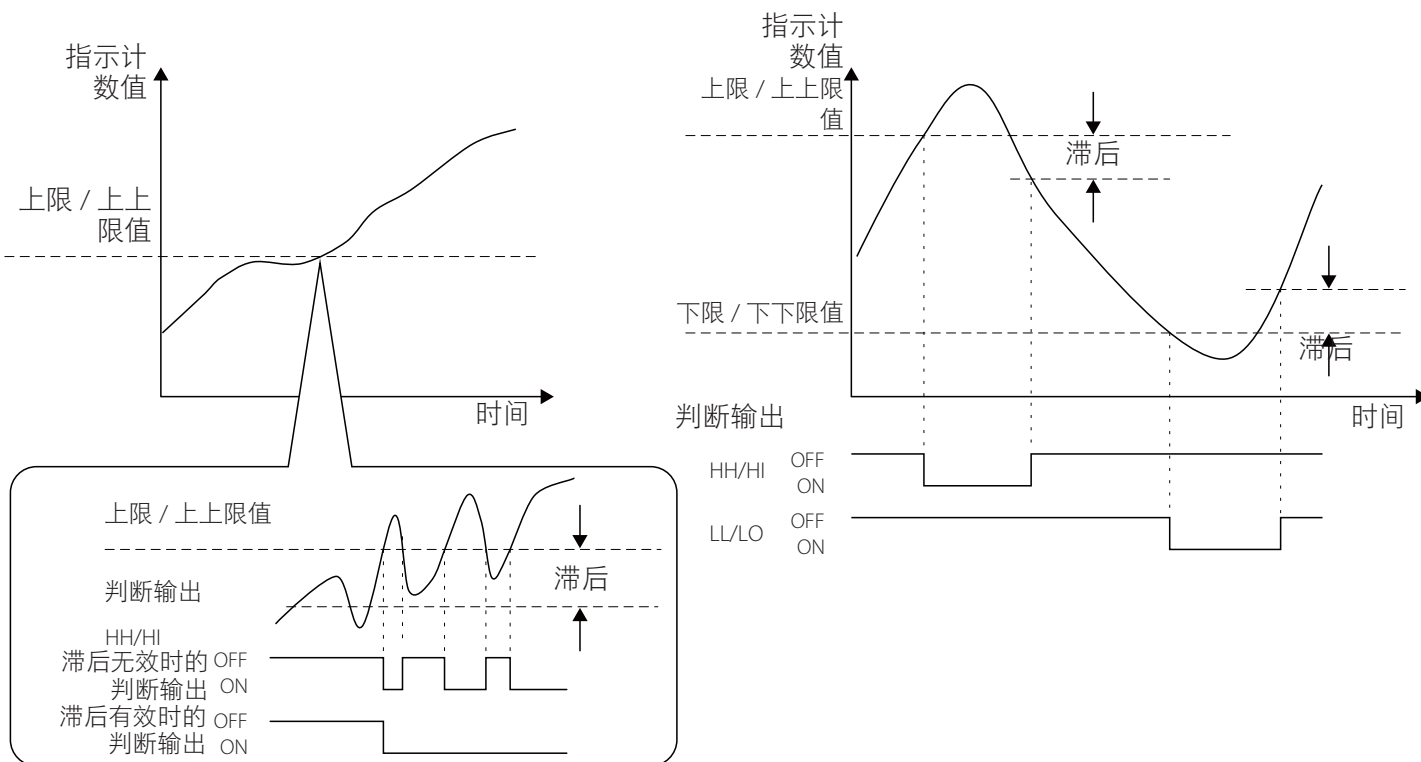 指示计
数值
上限 / 上上
限值
时间
上限 / 上上限值
滞后
判断输出
HH/HI
滞后无效时的 OFF
判断输出 ON
滞后有效时的 OFF
判断输出 ON
指示计
数值
上限 / 上上限
值
滞后
下限 / 下下限值
滞后
时间
判断输出
HH/HI OFF
ON
LL/LO OFF
ON